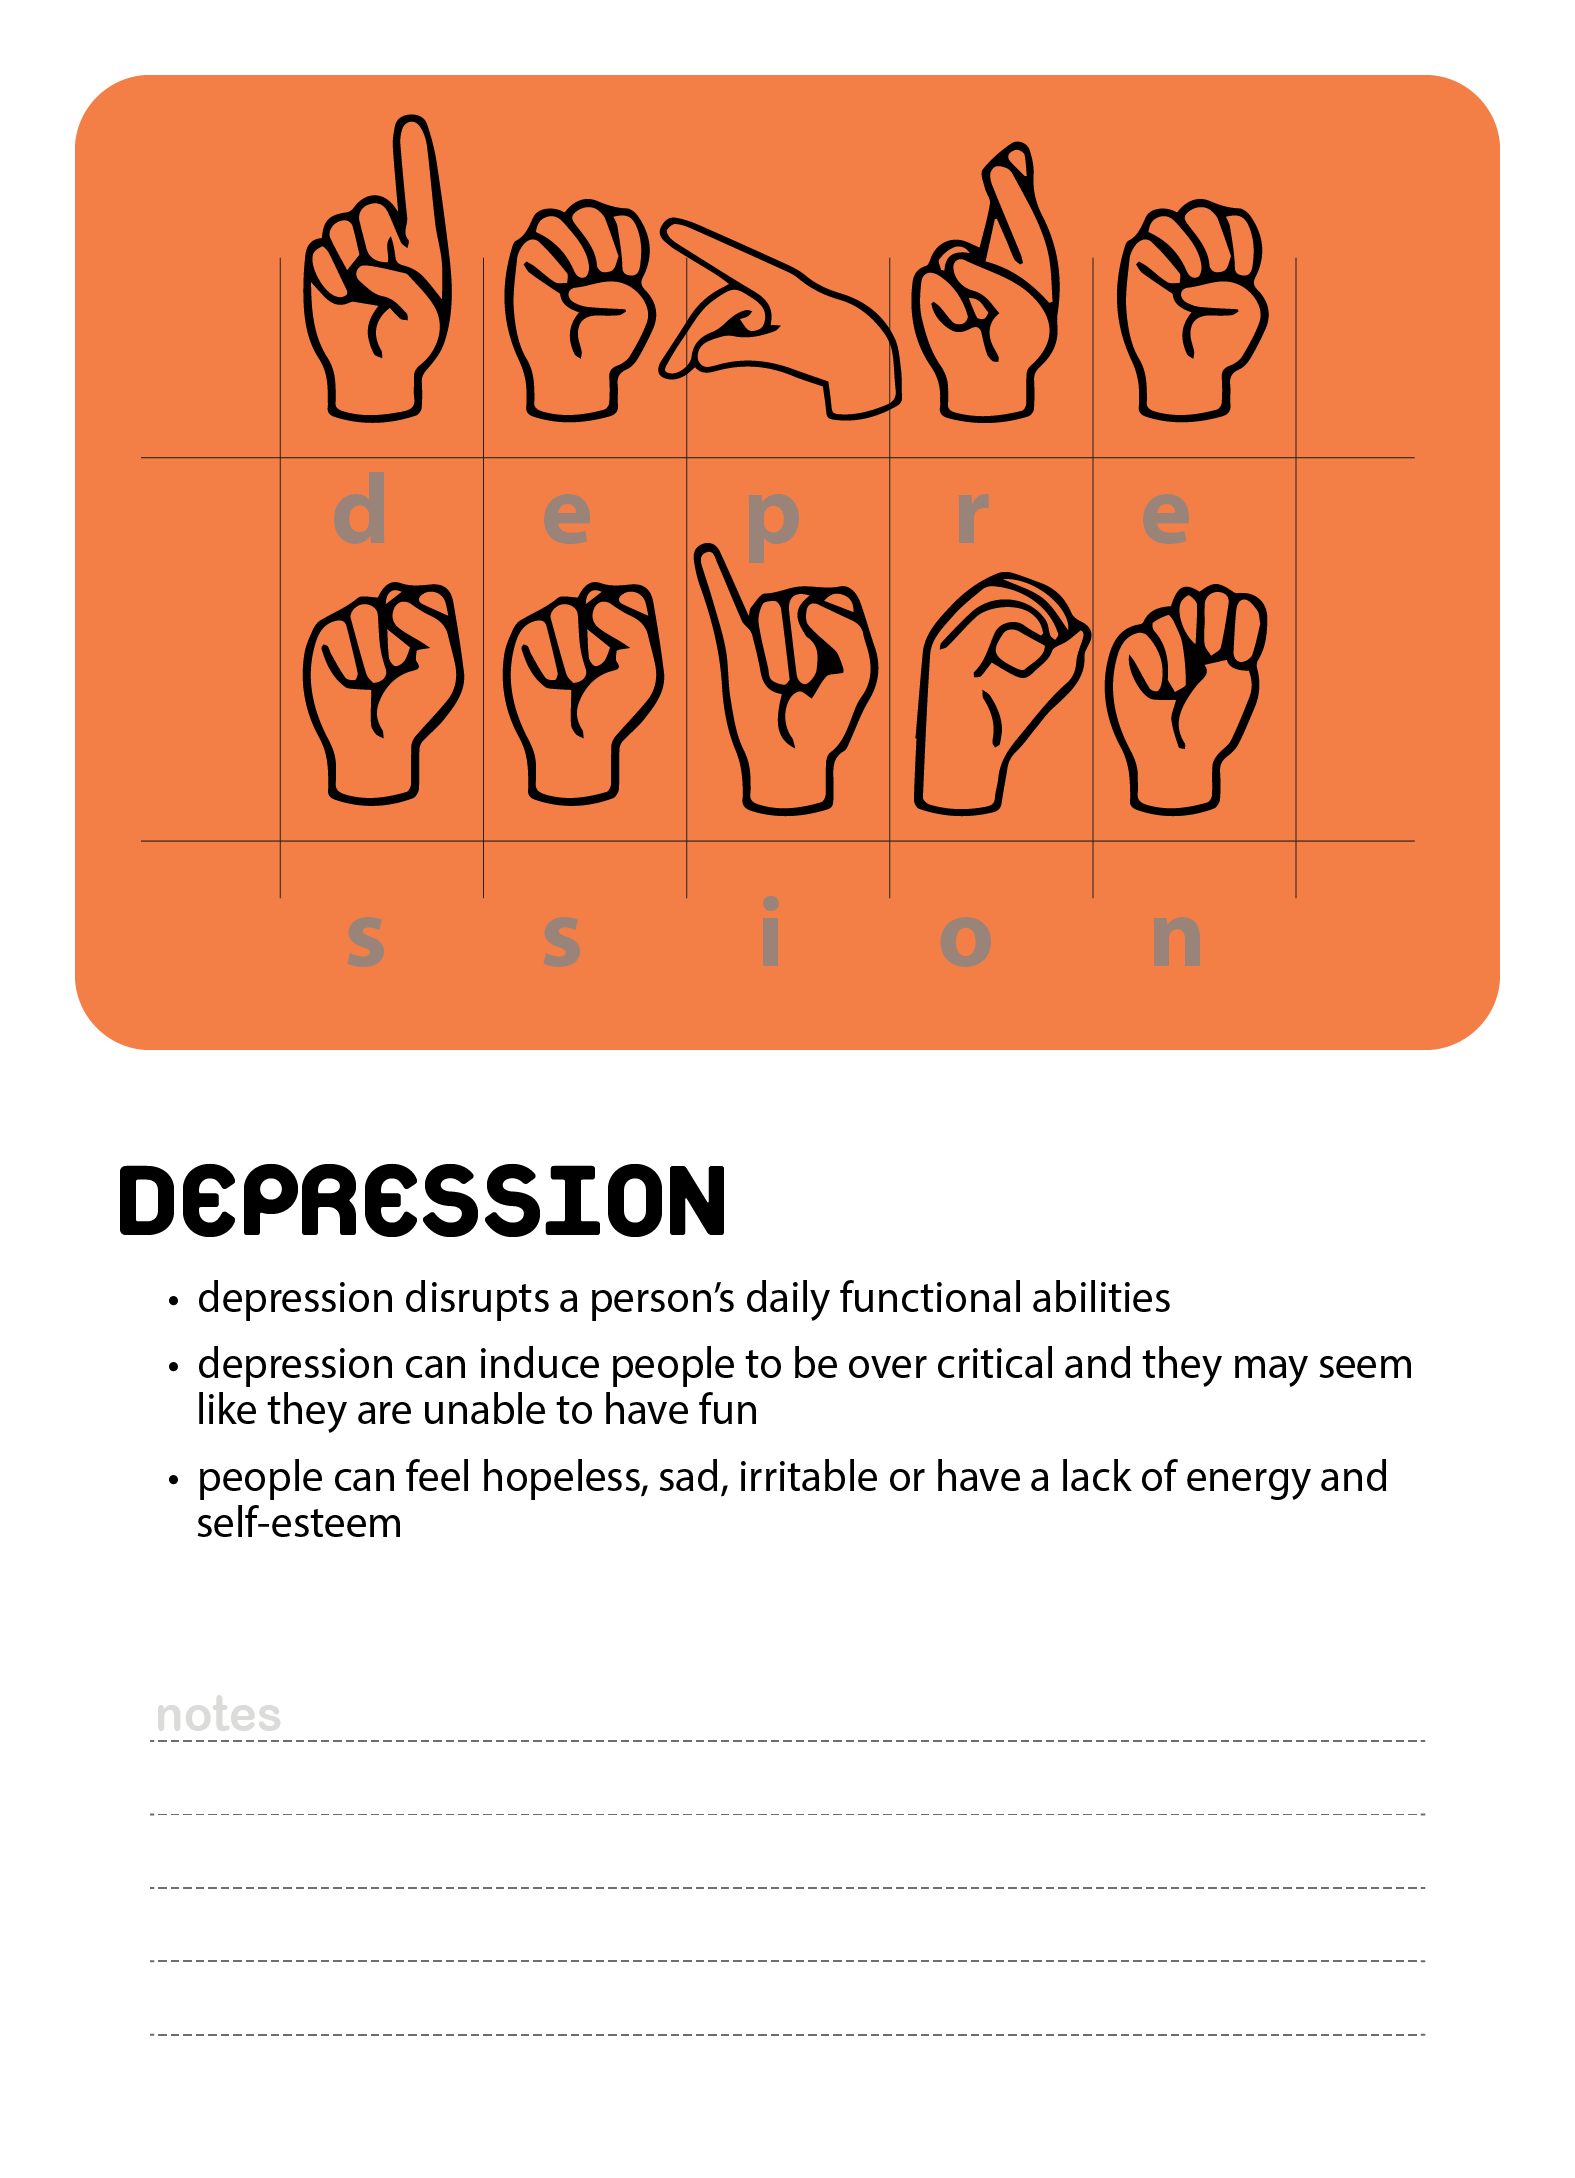 d e p r e
s s i o n
DEPRESSION
• depression disrupts a person’s daily functional abilities
• depression can induce people to be over critical and they may seem
like they are unable to have fun
• people can feel hopeless, sad, irritable or have a lack of energy and
self-esteem
notes